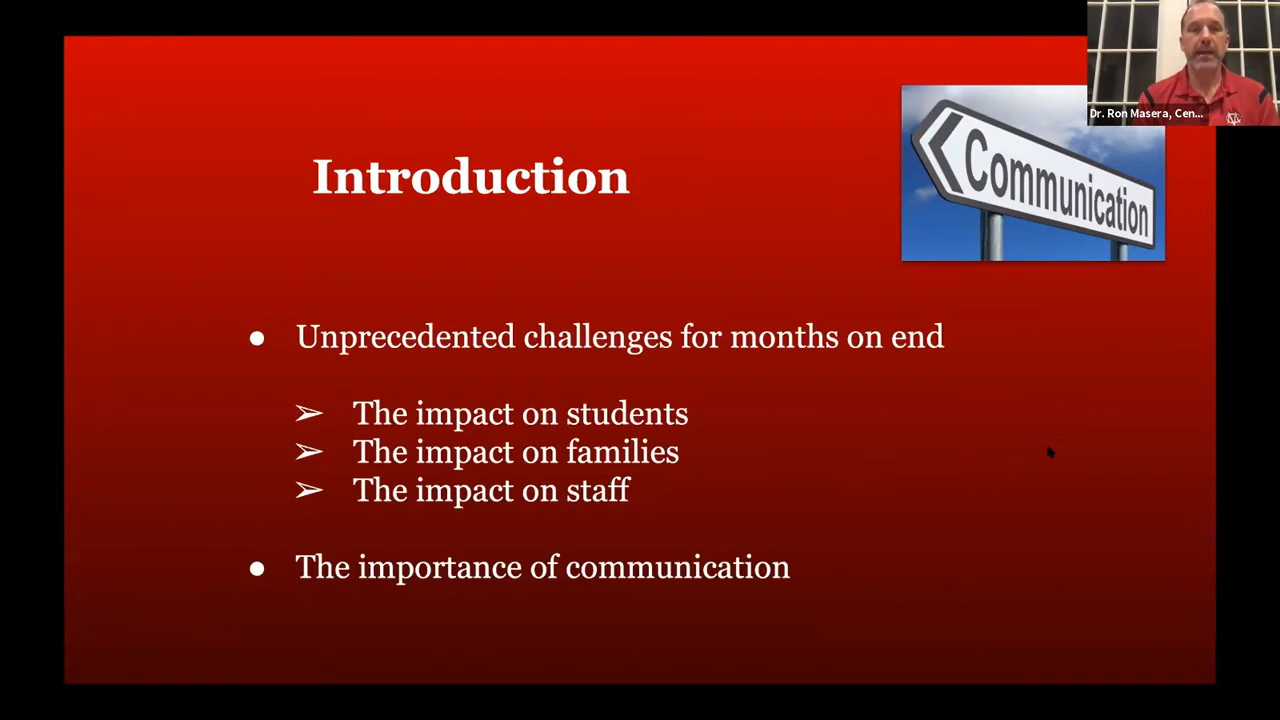 Dr. Ron Masera, Cen...
Communication
Introduction
● Unprecedented challenges for months on end
➢ The impact on students
➢ The impact on families
➢ The impact on staff
● The importance of communication